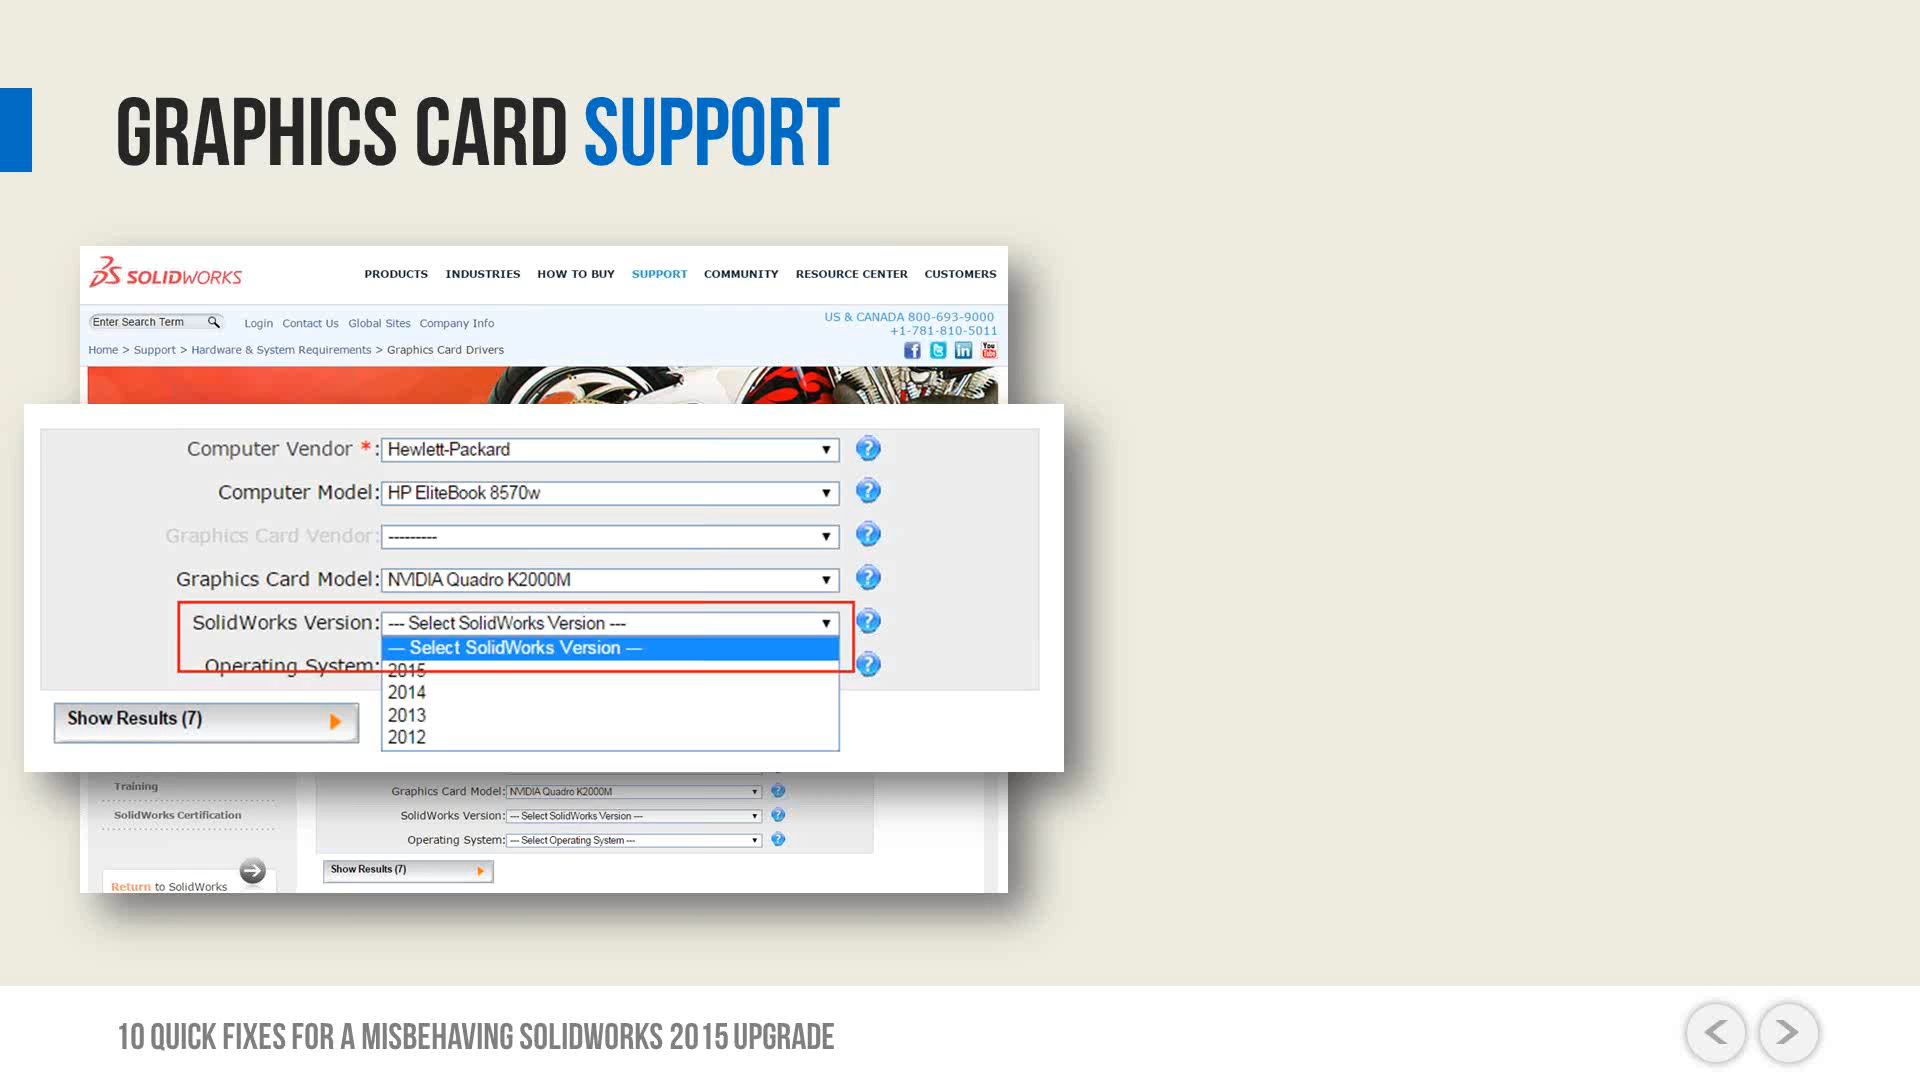 GRAPHICS CARD SUPPORT
SOLIDWORKS
PRODUCTS INDUSTRIES HOW TO BUY SUPPORT COMMUNITY RESOURCE CENTER CUSTOMERS
Enter Search Term Login Contact Us Global Sites Company Info
US & CANADA 800-693-9000
+1-781-810-5011
Home > Support > Hardware & System Requirements > Graphics Card Drivers
Computer Vendor *: Hewlett-Packard
Computer Model: HP EliteBook 8570w
Graphics Card Vendor: ---------
Graphics Card Model: NVIDIA Quadro K2000M
SolidWorks Version: --- Select SolidWorks Version ---
--- Select SolidWorks Version ---
Operating System: 2015
2014
2013
2012
Show Results (7)
Training
SolidWorks Certification
Return to SolidWorks
Graphics Card Model: NVIDIA Quadro K2000M
SolidWorks Version: --- Select SolidWorks Version ---
Operating System: --- Select Operating System ---
Show Results (7)
10 QUICK FIXES FOR A MISBEHAVING SOLIDWORKS 2015 UPGRADE